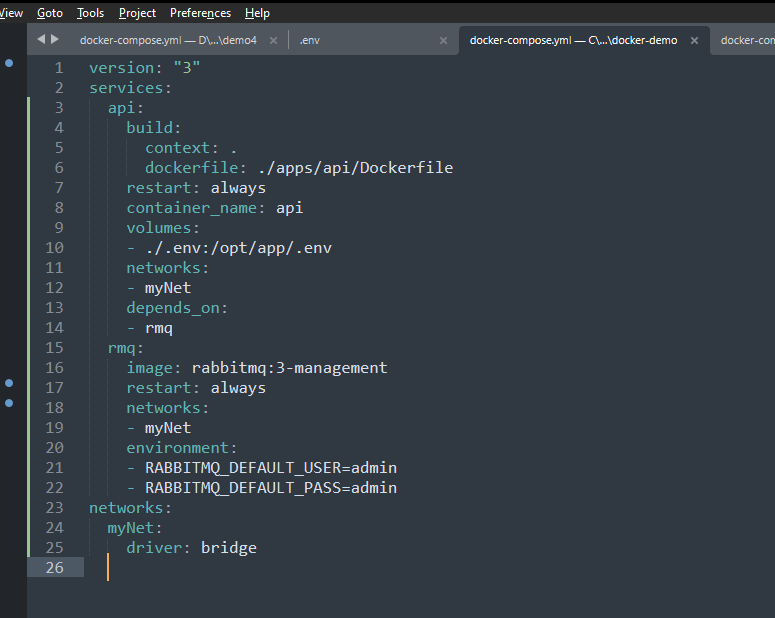 View Goto Tools Project Preferences Help
docker-compose.yml — D\...\demo4 × .env × docker-compose.yml — C\...\docker-demo × docker-com
1 version: "3"
2 services:
3 api:
4 build:
5 context: .
6 dockerfile: ./apps/api/Dockerfile
7 restart: always
8 container_name: api
9 volumes:
10 - ./.env:/opt/app/.env
11 networks:
12 - myNet
13 depends_on:
14 - rmq
15 rmq:
16 image: rabbitmq:3-management
17 restart: always
18 networks:
19 - myNet
20 environment:
21 - RABBITMQ_DEFAULT_USER=admin
22 - RABBITMQ_DEFAULT_PASS=admin
23 networks:
24 myNet:
25 driver: bridge
26